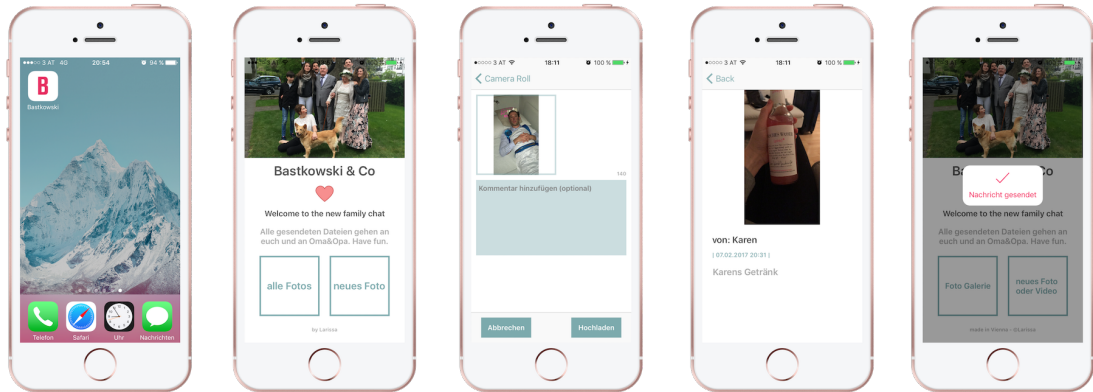 3 AT 4G 20:54 94 %
B
Bastkowski
Telefon Safari Uhr Nachrichten
Bastkowski & Co
Welcome to the new family chat
Alle gesendeten Dateien gehen an
euch und an Oma&Opa. Have fun.
alle Fotos
neues Foto
by Larissa
3 AT 18:11 100 %
Camera Roll
140
Kommentar hinzufügen (optional)
Abbrechen
Hochladen
3 AT 18:11 100 %
Back
von: Karen
| 07.02.2017 20:31 |
Karens Getränk
Ba
Co
Nachricht gesendet
Welcome to the new family chat
Alle gesendeten Dateien gehen an
euch und an Oma&Opa. Have fun.
Foto Galerie
neues Foto
oder Video
made in Vienna - @Larissa